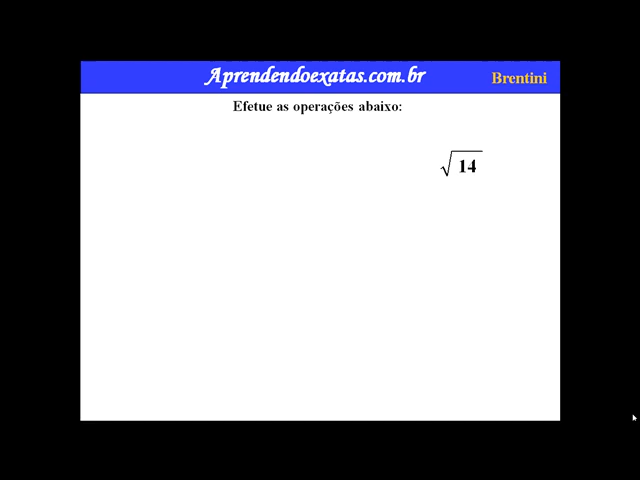 Aprendendoexatas.com.br
Brentini
Efetue as operações abaixo:
√14